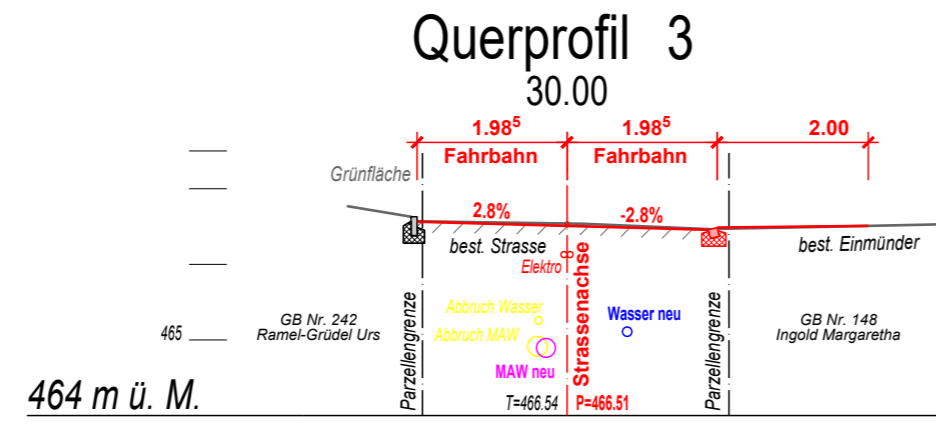 Querprofil 3
30.00
1.98⁵ 1.98⁵ 2.00
Fahrbahn Fahrbahn
Grünfläche
2.8% -2.8%
best. Strasse
best. Einmünder
Elektro
Strassenachse
Abbruch Wasser
Wasser neu
Parzellengrenze
Parzellengrenze
GB Nr. 242
Ramel-Grüdel Urs
GB Nr. 148
Ingold Margaretha
465
Abbruch MAW
MAW neu
464 m ü. M.
T=466.54 P=466.51